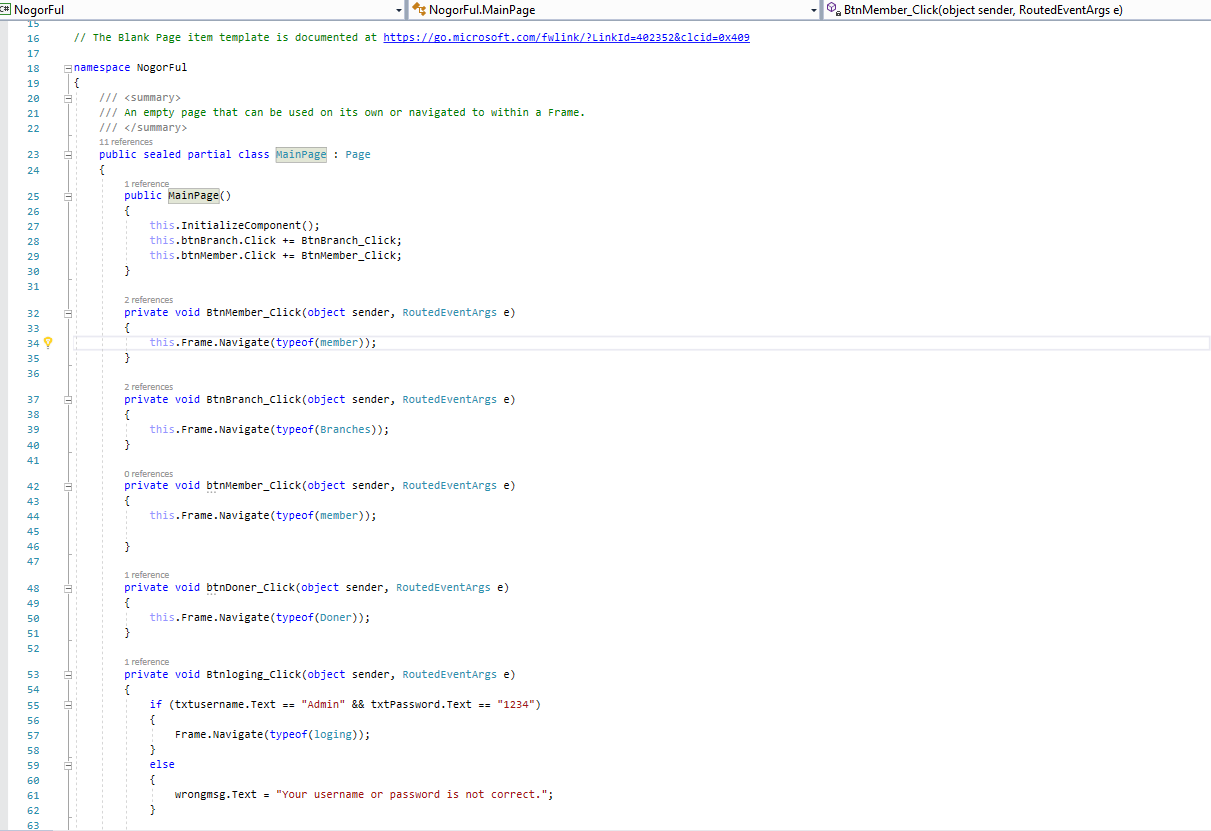 C# NogorFul NogorFul.MainPage BtnMember_Click(object sender, RoutedEventArgs e)
15
16 // The Blank Page item template is documented at https://go.microsoft.com/fwlink/?LinkId=402352&clcid=0x409
17
18 namespace NogorFul
19 {
20 /// <summary>
21 /// An empty page that can be used on its own or navigated to within a Frame.
22 /// </summary>
11 references
23 public sealed partial class MainPage : Page
24 {
1 reference
25 public MainPage()
26 {
27 this.InitializeComponent();
28 this.btnBranch.Click += BtnBranch_Click;
29 this.btnMember.Click += BtnMember_Click;
30 }
31
2 references
32 private void BtnMember_Click(object sender, RoutedEventArgs e)
33 {
34 this.Frame.Navigate(typeof(member));
35 }
36
2 references
37 private void BtnBranch_Click(object sender, RoutedEventArgs e)
38 {
39 this.Frame.Navigate(typeof(Branches));
40 }
41
0 references
42 private void btnMember_Click(object sender, RoutedEventArgs e)
43 {
44 this.Frame.Navigate(typeof(member));
45
46 }
47
1 reference
48 private void btnDoner_Click(object sender, RoutedEventArgs e)
49 {
50 this.Frame.Navigate(typeof(Doner));
51 }
52
1 reference
53 private void Btnloging_Click(object sender, RoutedEventArgs e)
54 {
55 if (txtusername.Text == "Admin" && txtPassword.Text == "1234")
56 {
57 Frame.Navigate(typeof(loging));
58 }
59 else
60 {
61 wrongmsg.Text = "Your username or password is not correct.";
62 }
63